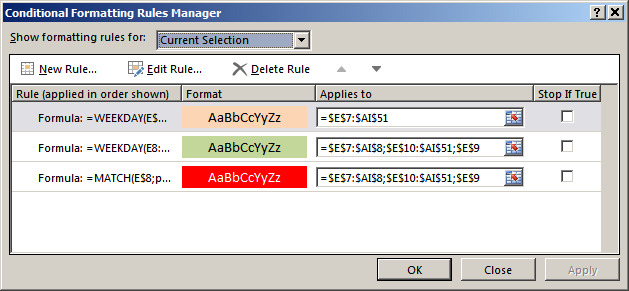 Conditional Formatting Rules Manager
Show formatting rules for: Current Selection
New Rule... Edit Rule... Delete Rule
Rule (applied in order shown) Format Applies to Stop If True
Formula: =WEEKDAY(E$... AaBbCcYyZz =$E$7:$AI$51
Formula: =WEEKDAY(E8:... AaBbCcYyZz =$E$7:$AI$8;$E$10:$AI$51;$E$9
Formula: =MATCH(E$8;p... AaBbCcYyZz =$E$7:$AI$8;$E$10:$AI$51;$E$9
OK Close Apply